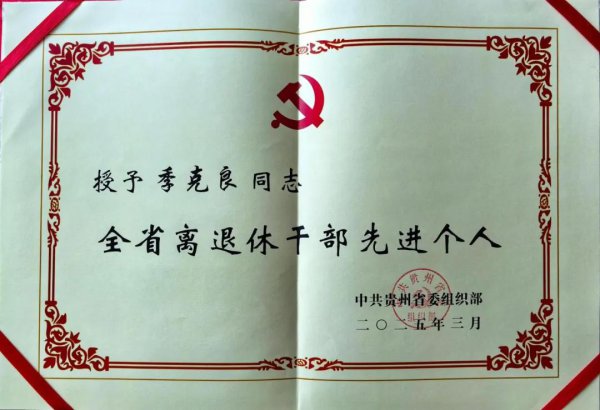 授予季克良同志
全省离退休干部先进个人
中共贵州省委组织部
二〇二五年三月